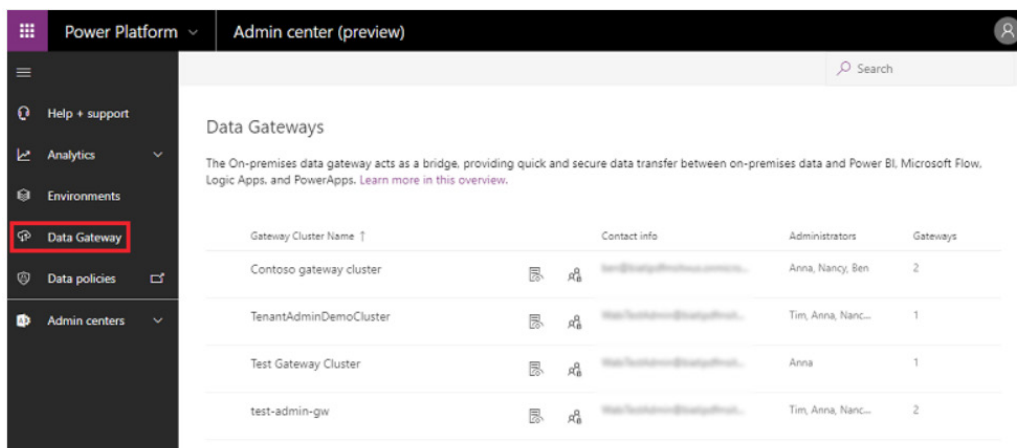 Power Platform
Admin center (preview)
Search
Help + support
Analytics
Environments
Data Gateway
Data policies
Admin centers
Data Gateways
The On-premises data gateway acts as a bridge, providing quick and secure data transfer between on-premises data and Power BI, Microsoft Flow,
Logic Apps, and PowerApps. Learn more in this overview.
Gateway Cluster Name ↑ Contact info Administrators Gateways
Contoso gateway cluster Anna, Nancy, Ben 2
TenantAdminDemoCluster Tim, Anna, Nanc... 1
Test Gateway Cluster Anna 1
test-admin-gw Tim, Anna, Nanc... 2